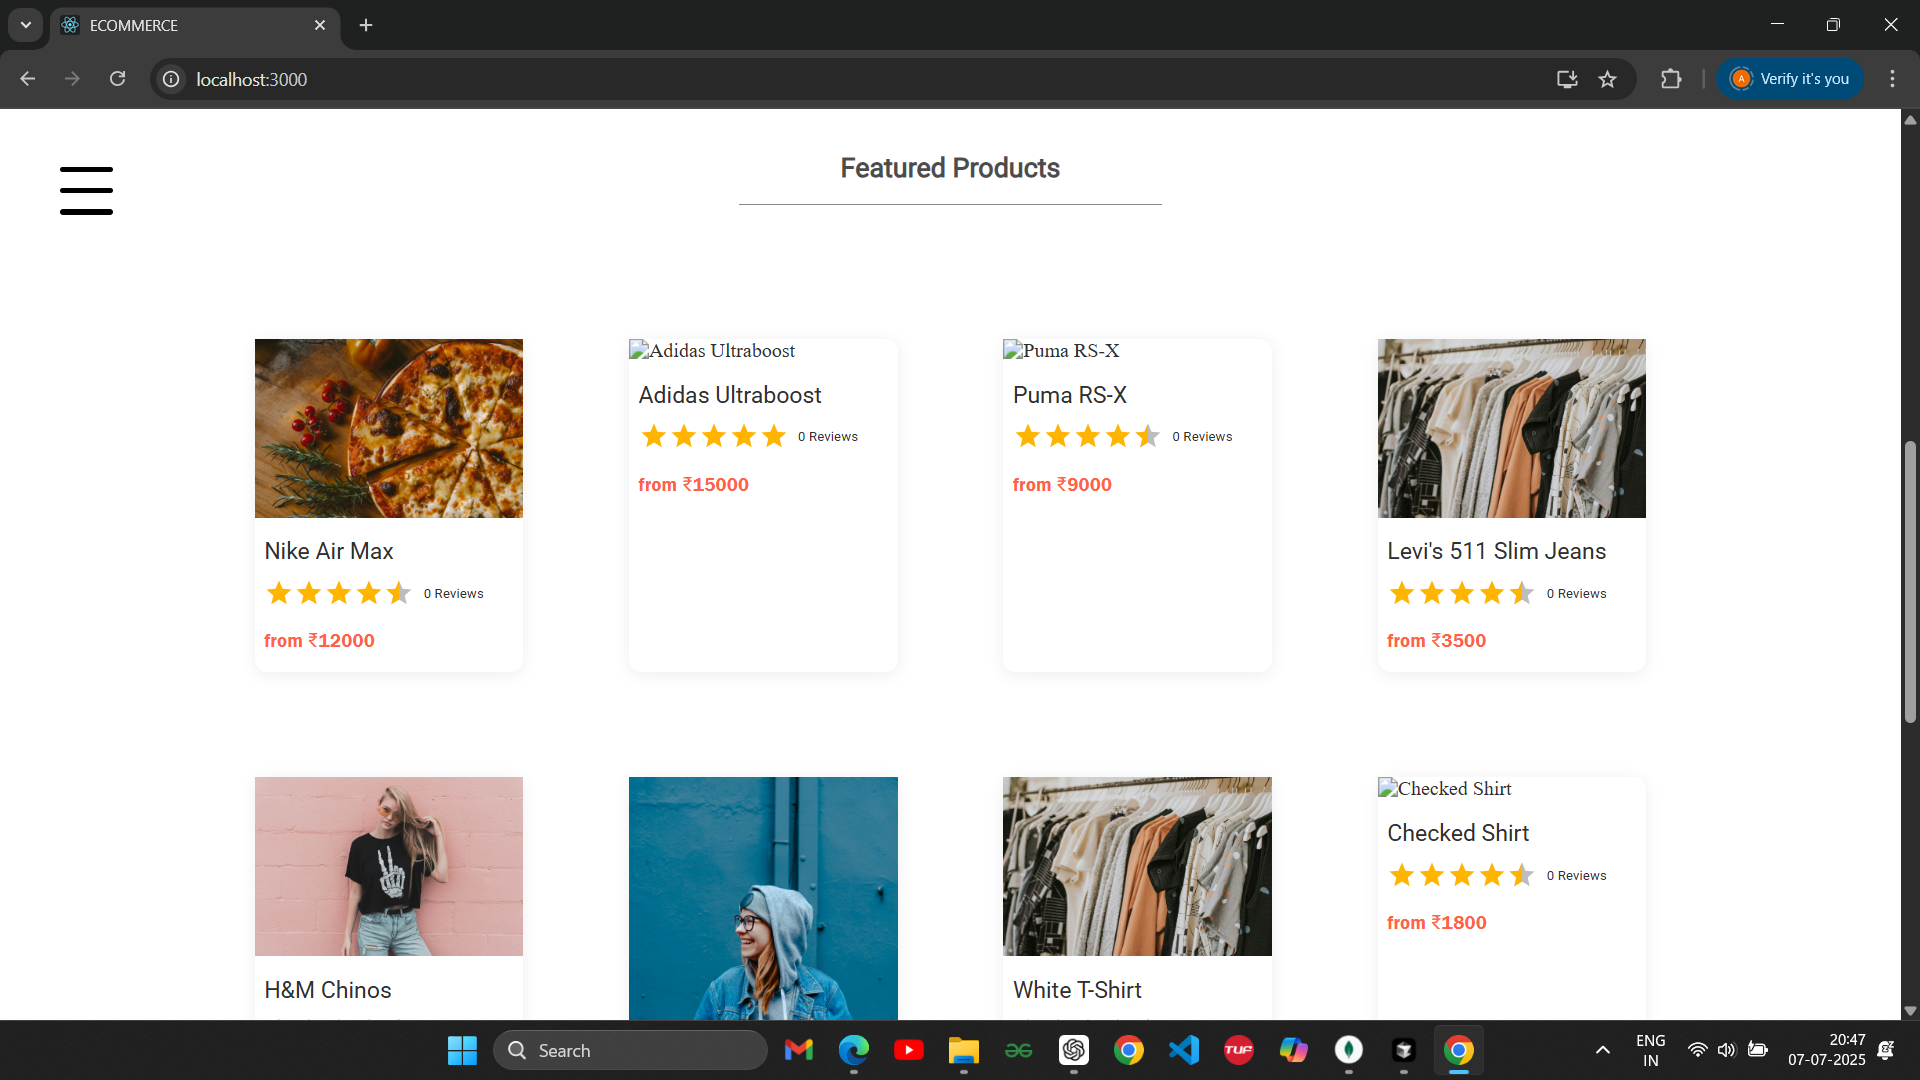 ECOMMERCE
localhost:3000
Verify it's you
Featured Products
Adidas Ultraboost
Puma RS-X
Adidas Ultraboost
Puma RS-X
0 Reviews
0 Reviews
from ₹15000
from ₹9000
Nike Air Max
Levi's 511 Slim Jeans
0 Reviews
0 Reviews
from ₹12000
from ₹3500
Checked Shirt
Checked Shirt
0 Reviews
from ₹1800
H&M Chinos
White T-Shirt
Search
TUF
ENG
IN
20:47
07-07-2025